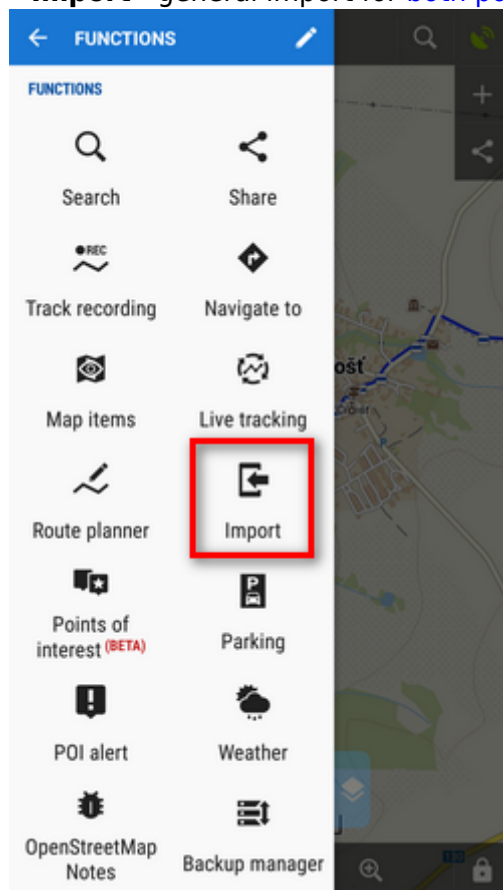 FUNCTIONS
FUNCTIONS
Search
Share
Track recording
Navigate to
Map items
Live tracking
Route planner
Import
Points of
interest (BETA)
Parking
POI alert
Weather
OpenStreetMap
Notes
Backup manager